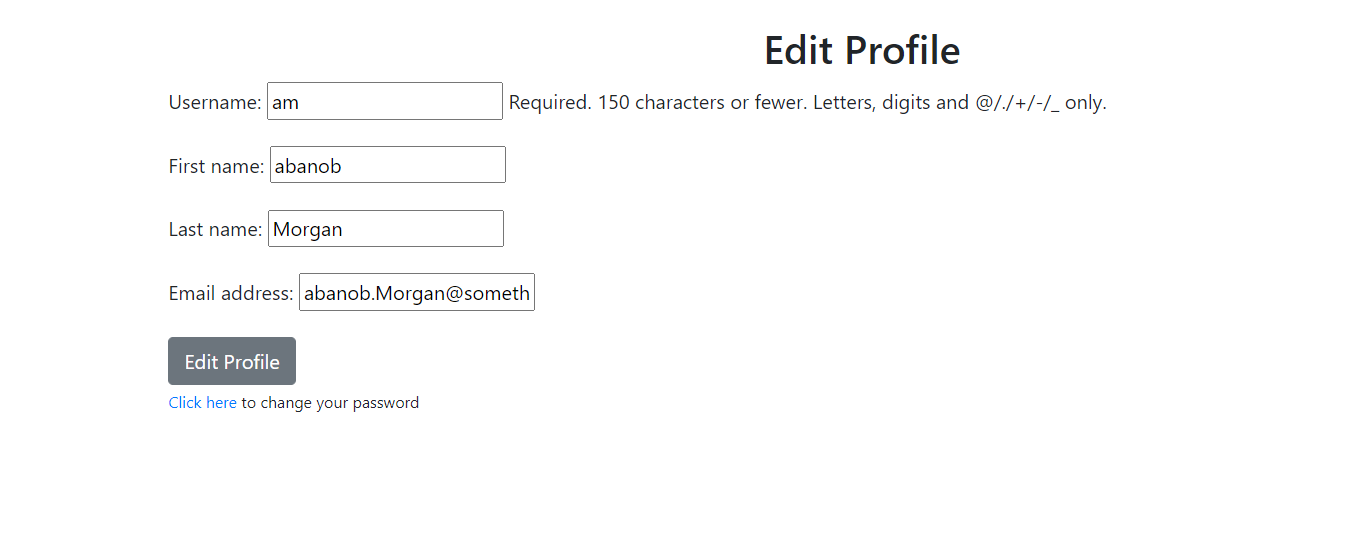 Edit Profile
Username: am Required. 150 characters or fewer. Letters, digits and @/./+/-/_ only.
First name: abanob
Last name: Morgan
Email address: abanob.Morgan@someth
Edit Profile
Click here to change your password